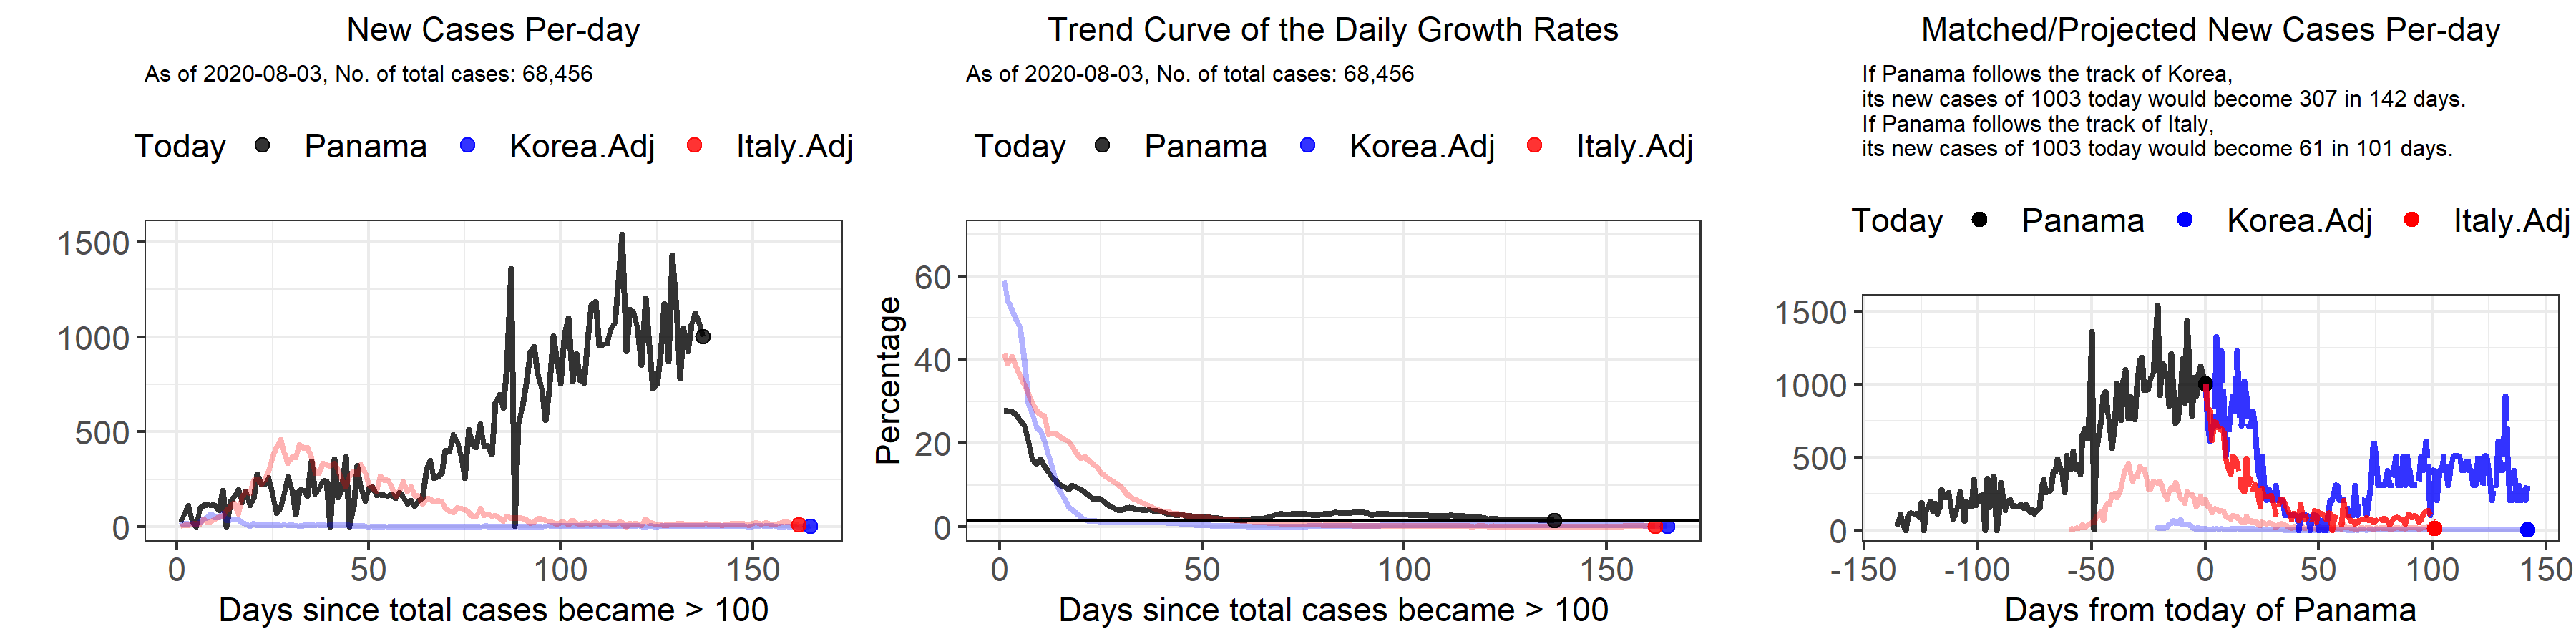 New Cases Per-day
As of 2020-08-03, No. of total cases: 68,456
Today Panama Korea.Adj Italy.Adj
1500
1000
500
0
0 50 100 150
Days since total cases became > 100
Trend Curve of the Daily Growth Rates
As of 2020-08-03, No. of total cases: 68,456
Today Panama Korea.Adj Italy.Adj
Percentage
60
40
20
0
0 50 100 150
Days since total cases became > 100
Matched/Projected New Cases Per-day
If Panama follows the track of Korea,
its new cases of 1003 today would become 307 in 142 days.
If Panama follows the track of Italy,
its new cases of 1003 today would become 61 in 101 days.
Today Panama Korea.Adj Italy.Adj
1500
1000
500
0
-150 -100 -50 0 50 100 150
Days from today of Panama